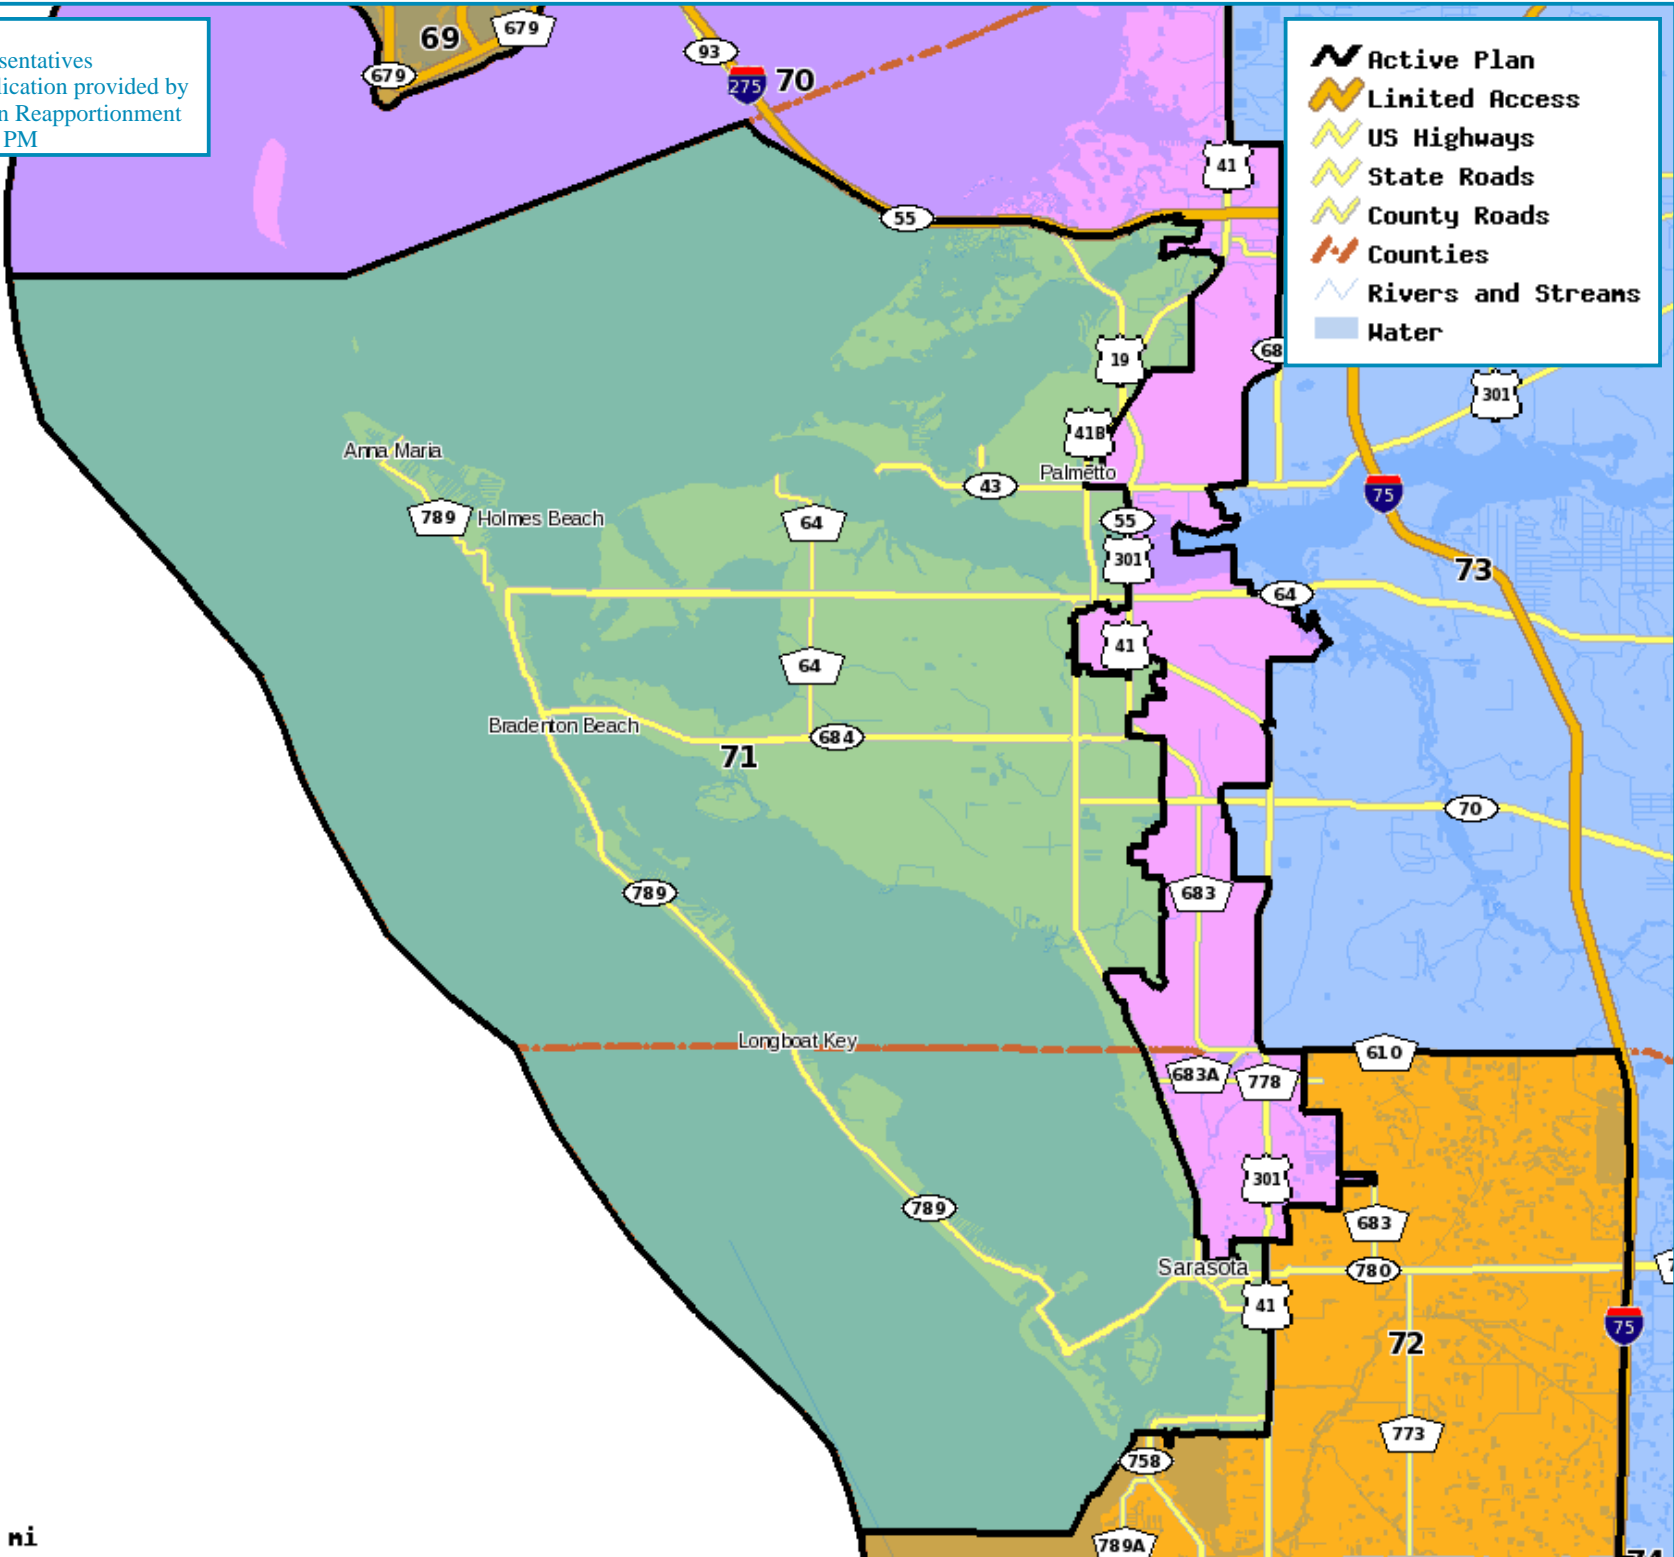 sentatives
lication provided by
n Reapportionment
PM
Active Plan
Limited Access
US Highways
State Roads
County Roads
Counties
Rivers and Streams
Water
69
679
679
93
275
70
41
55
19
68
301
41B
Anna Maria
Palmetto
43
75
789
Holmes Beach
64
55
301
73
64
41
64
Bradenton Beach
684
71
70
683
789
Longboat Key
610
683A
778
301
789
683
Sarasota
780
7
41
75
72
773
758
mi
789A
74